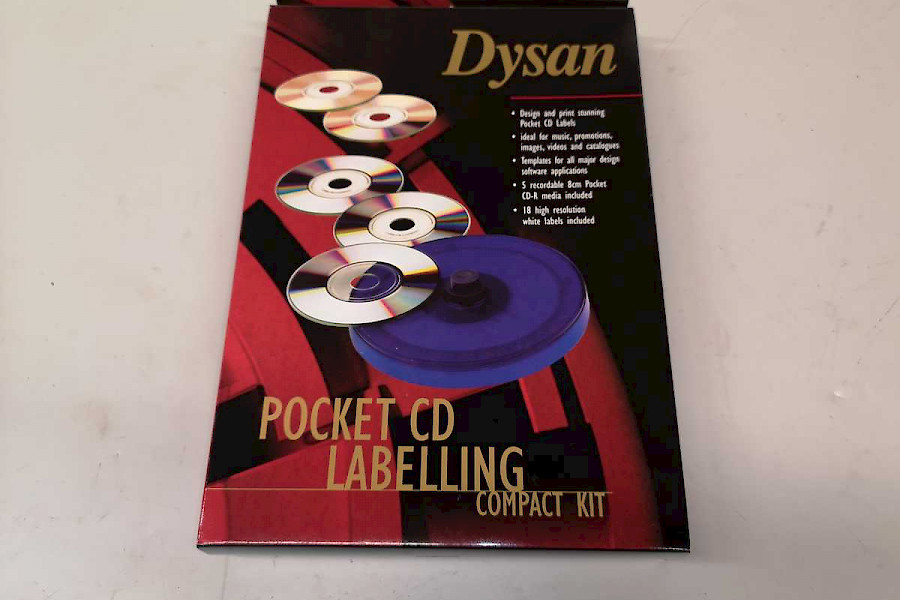 Dysan
• Design and print stunning
Pocket CD Labels
• ideal for music, promotions,
images, videos and catalogues
• Templates for all major design
software applications
• 5 recordable 8cm Pocket
CD-R media included
• 18 high resolution
white labels included
POCKET CD
LABELLING
COMPACT KIT